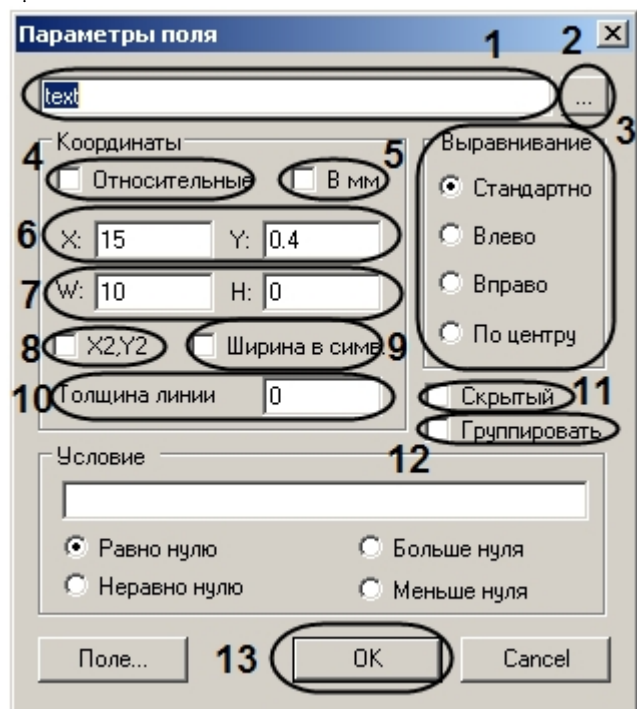 Параметры поля
1 2
text ...
3
Координаты
Выравнивание
4 5
Относительные В мм
Стандартно
6 X: 15 Y: 0.4
Влево
7 W: 10 H: 0
Вправо
8 X2,Y2 Ширина в симв. 9
По центру
10 Толщина линии 0
Скрытый 11
Группировать
12
Условие
Равно нулю Больше нуля
Неравно нулю Меньше нуля
Поле... 13 OK Cancel